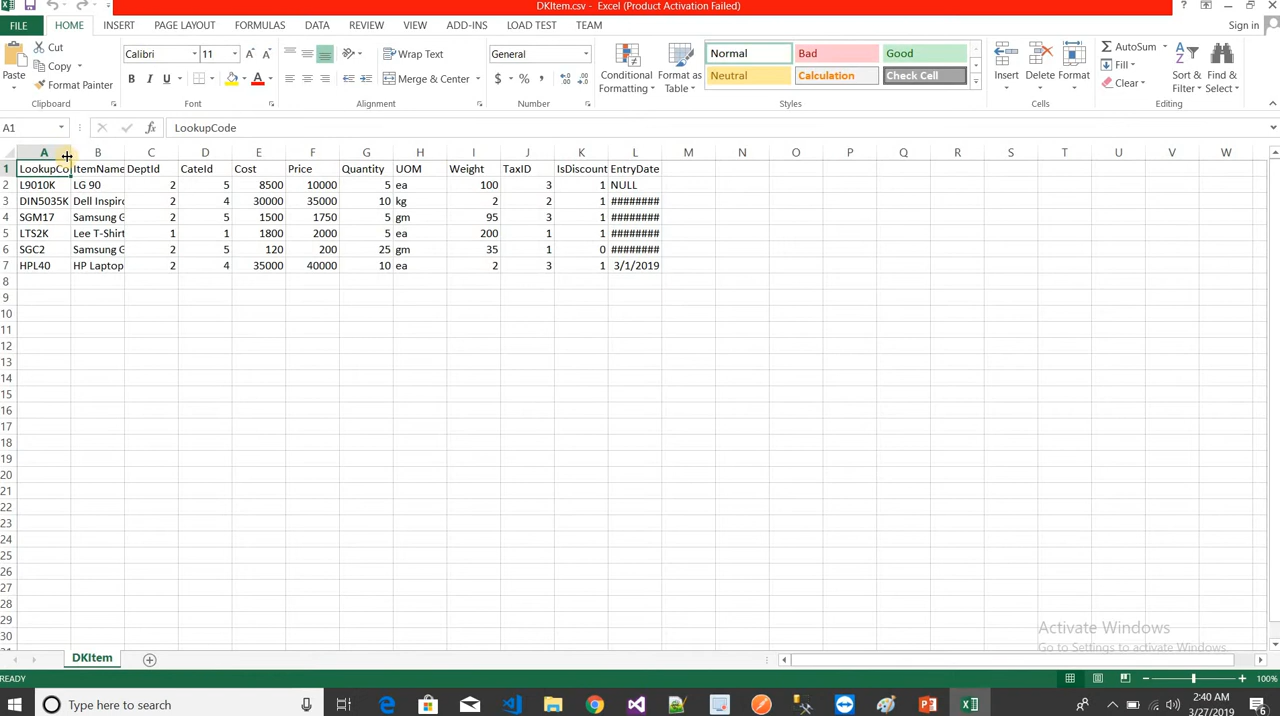 DKItem.csv - Excel (Product Activation Failed)
FILE HOME INSERT PAGE LAYOUT FORMULAS DATA REVIEW VIEW ADD-INS LOAD TEST TEAM Sign in
Paste
Cut
Copy
Format Painter
Calibri 11
B I U A
Wrap Text
Merge & Center
General
$ % ,
Conditional Formatting
Format as Table
Normal Bad Good
Neutral Calculation Check Cell
Insert Delete Format
AutoSum
Fill
Clear
Sort & Filter
Find & Select
Clipboard Font Alignment Number Styles Cells Editing
A1 fx LookupCode
A B C D E F G H I J K L M N O P Q R S T U V W
1 LookupCo ItemName DeptId CateId Cost Price Quantity UOM Weight TaxID IsDiscount EntryDate
2 L9010K LG 90 2 5 8500 10000 5 ea 100 3 1 NULL
3 DIN5035K Dell Inspiro 2 4 30000 35000 10 kg 2 2 1 ########
4 SGM17 Samsung G 2 5 1500 1750 5 gm 95 3 1 ########
5 LTS2K Lee T-Shirt 1 1 1800 2000 5 ea 200 1 1 ########
6 SGC2 Samsung G 2 5 120 200 25 gm 35 1 0 ########
7 HPL40 HP Laptop 2 4 35000 40000 10 ea 2 3 1 3/1/2019
8
9
10
11
12
13
14
15
16
17
18
19
20
21
22
23
24
25
26
27
28
29
30
Activate Windows
Go to Settings to activate Windows.
DKItem
READY 100%
Type here to search
2:40 AM
3/27/2019
6